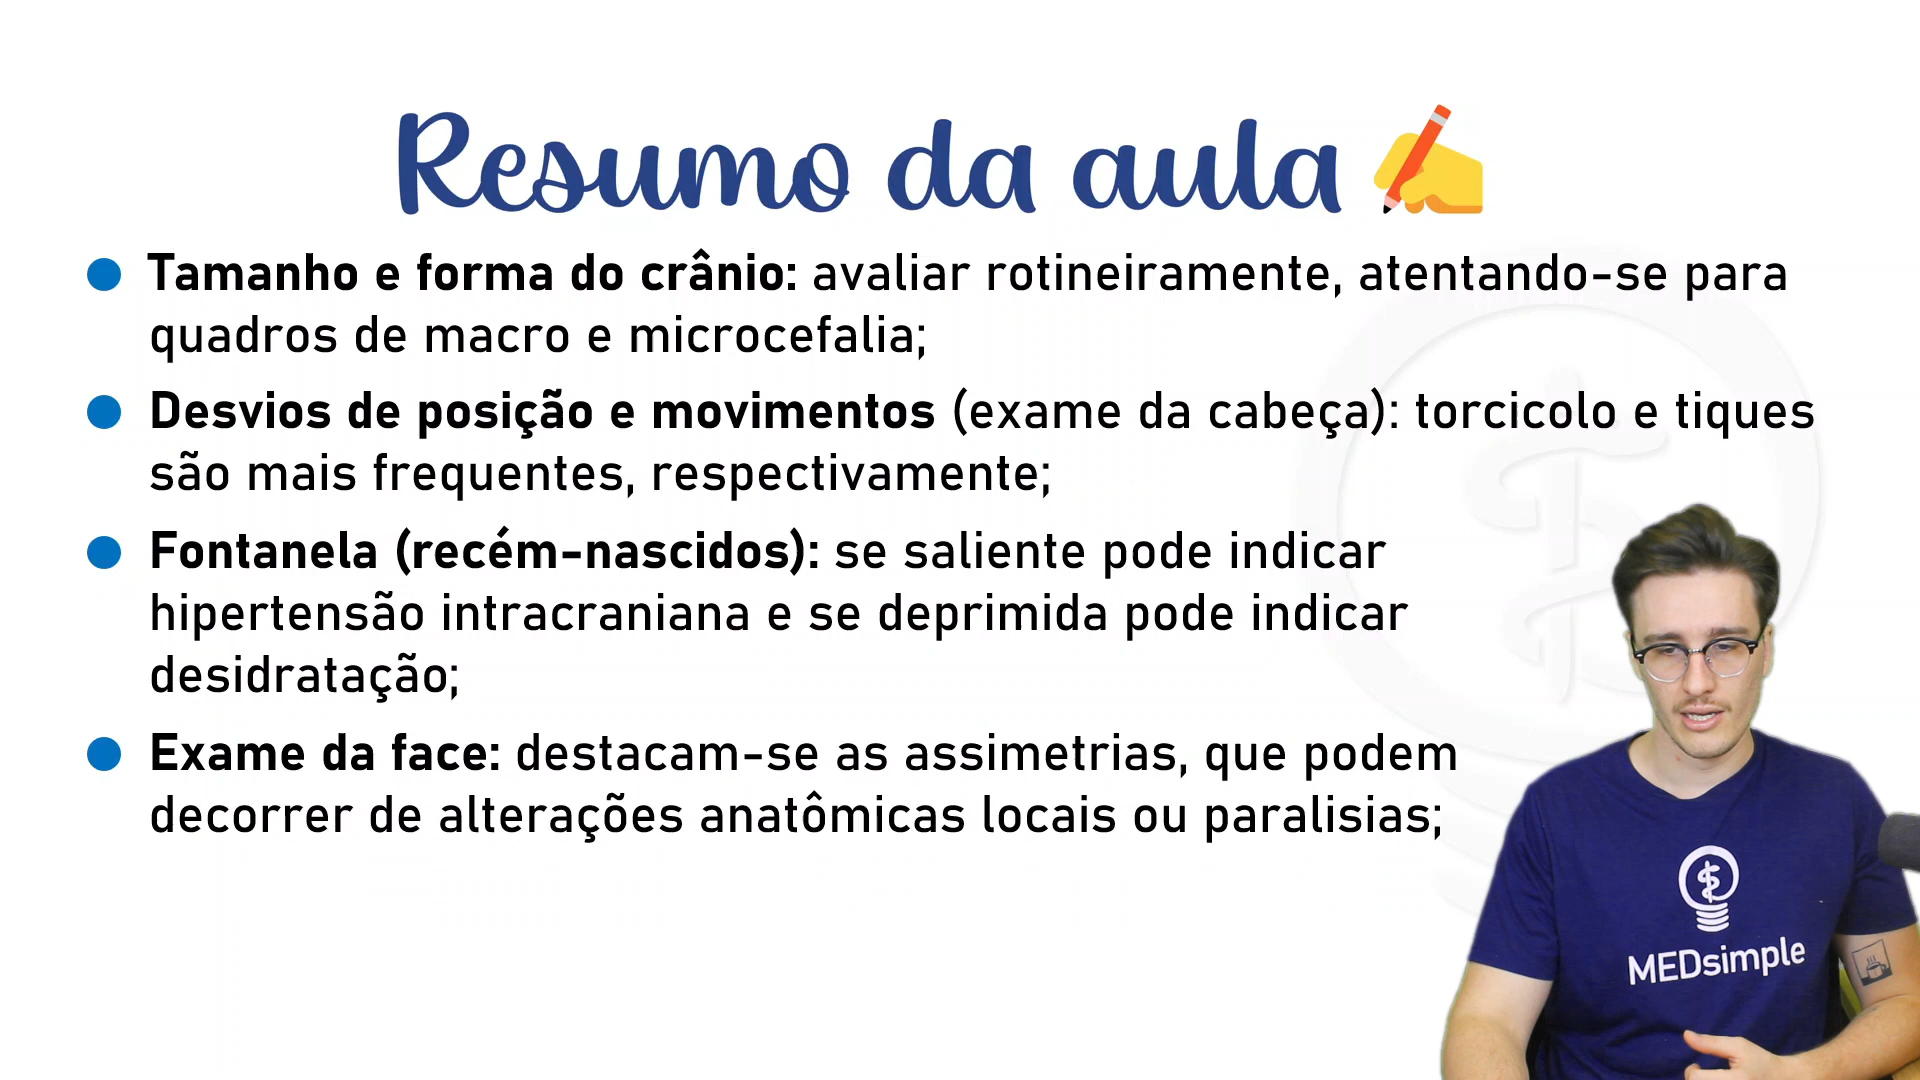 Resumo da aula
Tamanho e forma do crânio: avaliar rotineiramente, atentando-se para
quadros de macro e microcefalia;
Desvios de posição e movimentos (exame da cabeça): torcicolo e tiques
são mais frequentes, respectivamente;
Fontanela (recém-nascidos): se saliente pode indicar
hipertensão intracraniana e se deprimida pode indicar
desidratação;
Exame da face: destacam-se as assimetrias, que podem
decorrer de alterações anatômicas locais ou paralisias;
MEDsimple